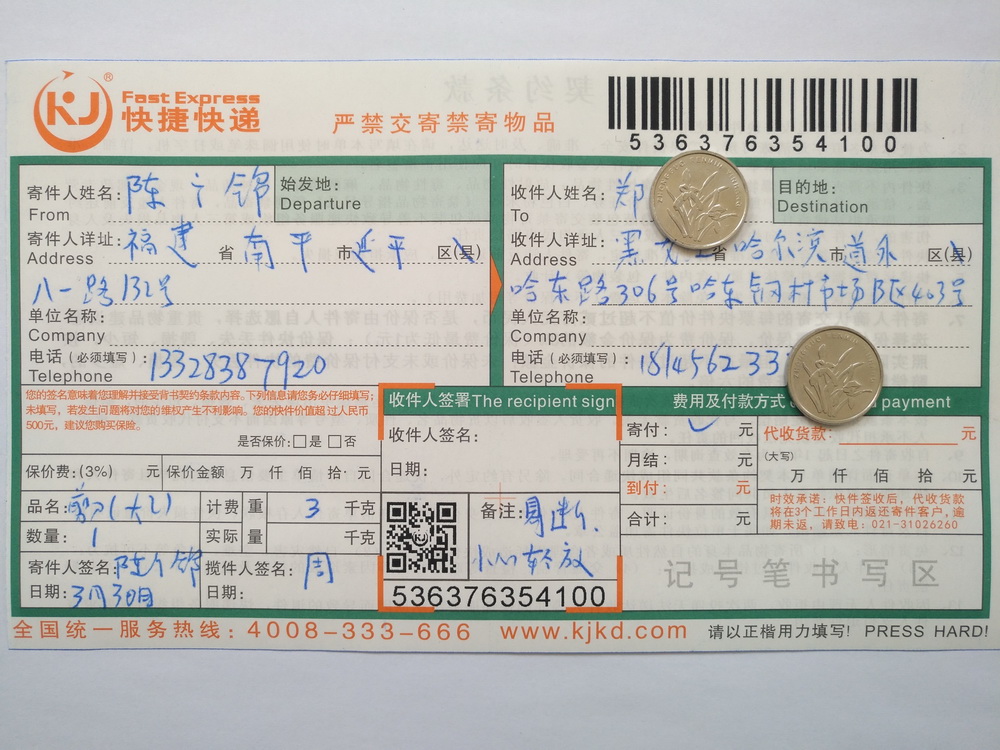 KJ ® Fast Express
快捷快递
严禁交寄禁寄物品
536376354100
寄件人姓名: 陈 锦
From
始发地:
Departure
收件人姓名: 郑
To
目的地:
Destination
寄件人详址: 福建 省 南平 市 延平 区(县)
Address
八一路132号
收件人详址: 黑龙 省 哈尔滨 市 道外 区(县)
Address
哈东路306号哈东钢材市场B区403号
单位名称:
Company
单位名称:
Company
电话(必须填写): 13328387920
Telephone
电话(必须填写): 181456233
Telephone
您的签名意味着您理解并接受背书契约条款内容。下列信息请您务必仔细填写;
未填写,若发生问题将对您的维权产生不利影响。您的快件价值超过人民币
500元,建议您购买保险。
是否保价:□是 □否
保价费:(3%) 元 保价金额 万 仟 佰 拾 元
品名: (大) 计费 重 3 千克
数量: 1 实际 量 千克
寄件人签名: 陈 锦
揽件人签名: 周
日期: 3月30日
日期:
收件人签署The recipient sign
收件人签名:
日期:
KJ
备注: 易断
小心轻放
536376354100
费用及付款方式 payment
寄付: 元
月结: 元
到付: 元
合计: 元
代收货款: 元
(大写)
万 仟 佰 拾 元
时效承诺:快件签收后,代收货款
将在3个工作日内返还寄件客户,逾
期未返,请致电:021-31026260
记号笔书写区
全国统一服务热线:4008-333-666 www.kjkd.com 请以正楷用力填写! PRESS HARD!